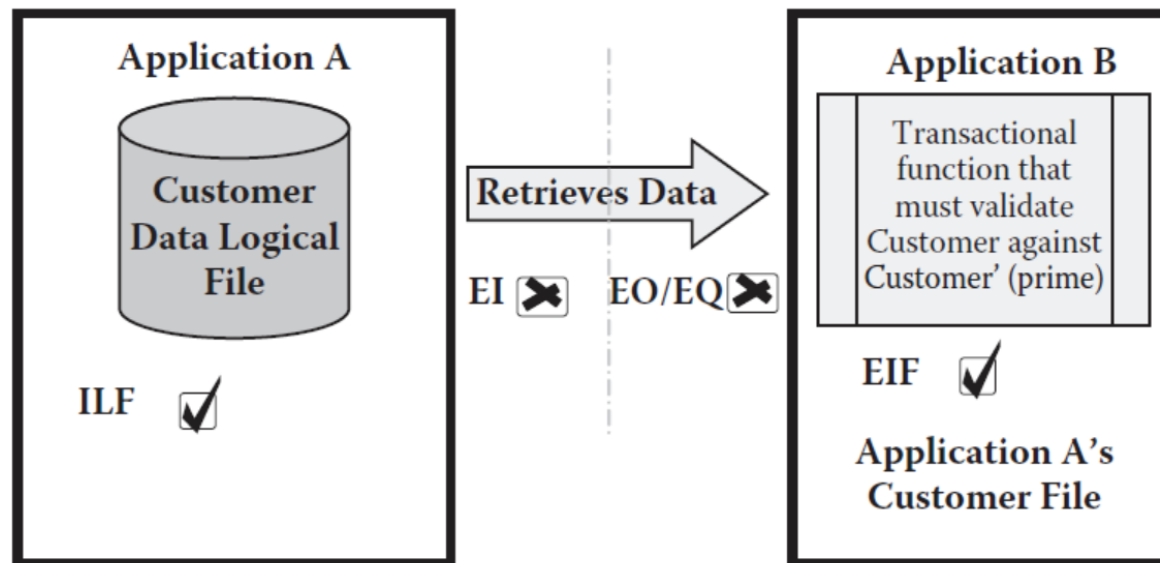 Application A
Customer
Data Logical
File
ILF
Retrieves Data
EI
EO/EQ
Application B
Transactional
function that
must validate
Customer against
Customer' (prime)
EIF
Application A's
Customer File